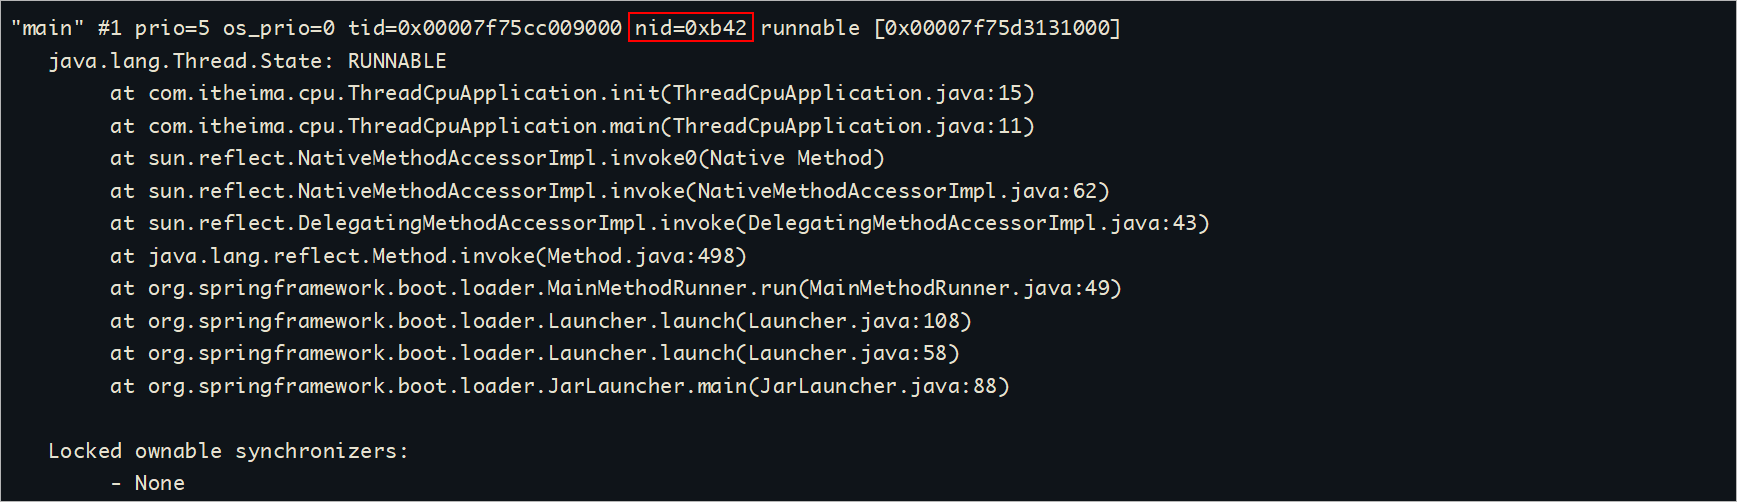 "main" #1 prio=5 os_prio=0 tid=0x00007f75cc009000 nid=0xb42 runnable [0x00007f75d3131000]
java.lang.Thread.State: RUNNABLE
at com.itheima.cpu.ThreadCpuApplication.init(ThreadCpuApplication.java:15)
at com.itheima.cpu.ThreadCpuApplication.main(ThreadCpuApplication.java:11)
at sun.reflect.NativeMethodAccessorImpl.invoke0(Native Method)
at sun.reflect.NativeMethodAccessorImpl.invoke(NativeMethodAccessorImpl.java:62)
at sun.reflect.DelegatingMethodAccessorImpl.invoke(DelegatingMethodAccessorImpl.java:43)
at java.lang.reflect.Method.invoke(Method.java:498)
at org.springframework.boot.loader.MainMethodRunner.run(MainMethodRunner.java:49)
at org.springframework.boot.loader.Launcher.launch(Launcher.java:108)
at org.springframework.boot.loader.Launcher.launch(Launcher.java:58)
at org.springframework.boot.loader.JarLauncher.main(JarLauncher.java:88)
Locked ownable synchronizers:
- None